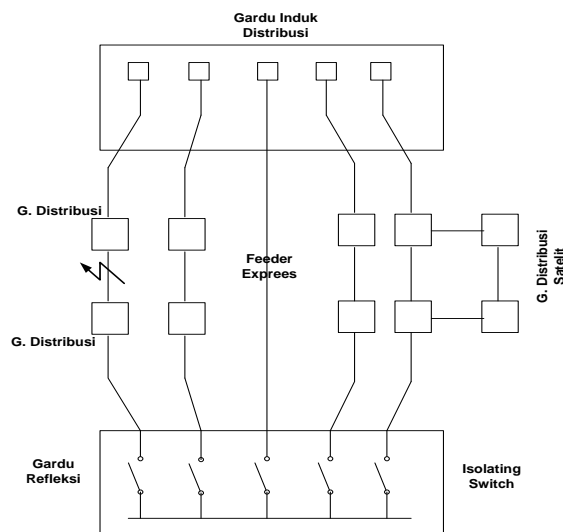 Gardu Induk
Distribusi
G. Distribusi
Feeder
Exprees
G. Distribusi
Satelit
G. Distribusi
Gardu
Refleksi
Isolating
Switch